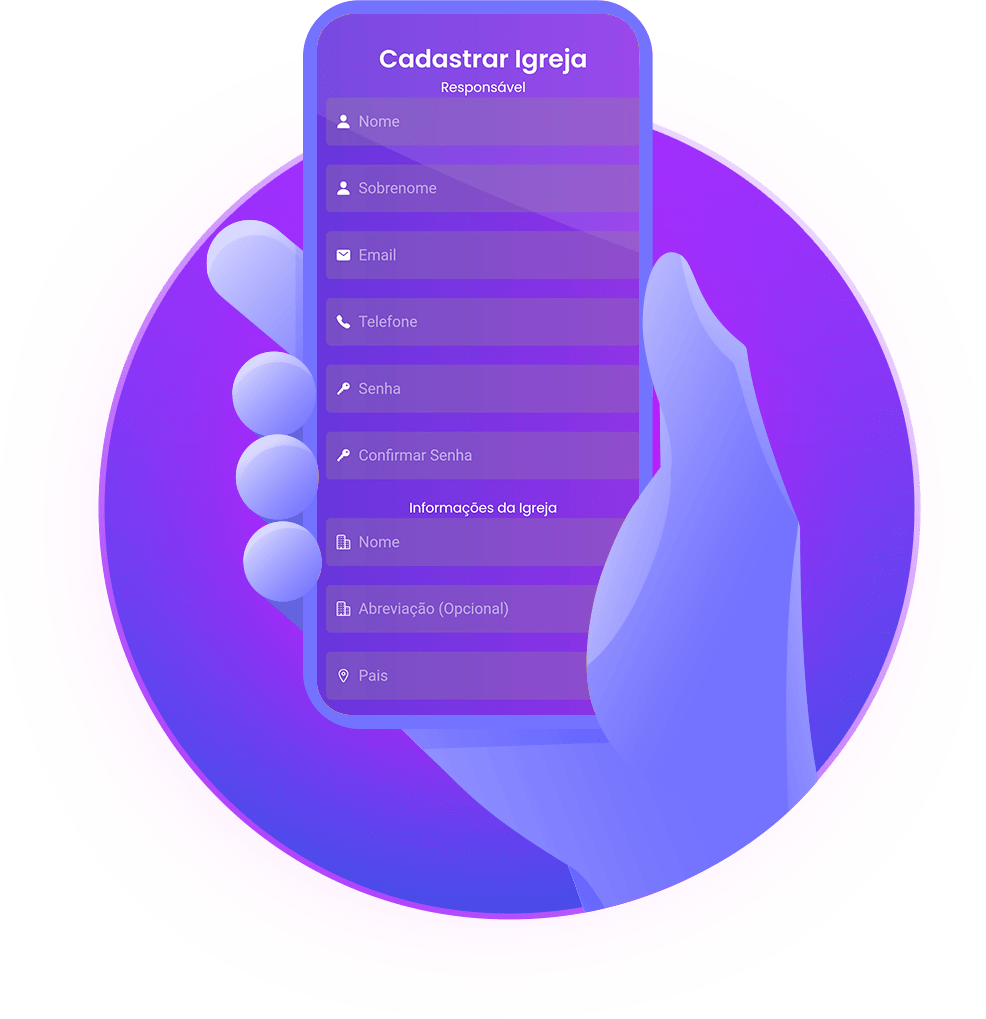 Cadastrar Igreja
Responsável
Nome
Sobrenome
Email
Telefone
Senha
Confirmar Senha
Informações da Igreja
Nome
Abreviação (Opcional)
Pais